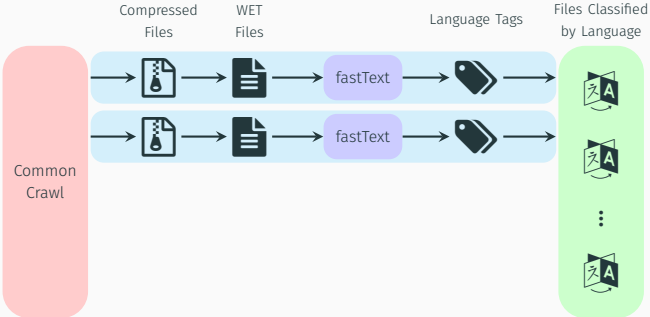 Compressed
Files
WET
Files
Language Tags
Files Classified
by Language
Common
Crawl
fastText
fastText